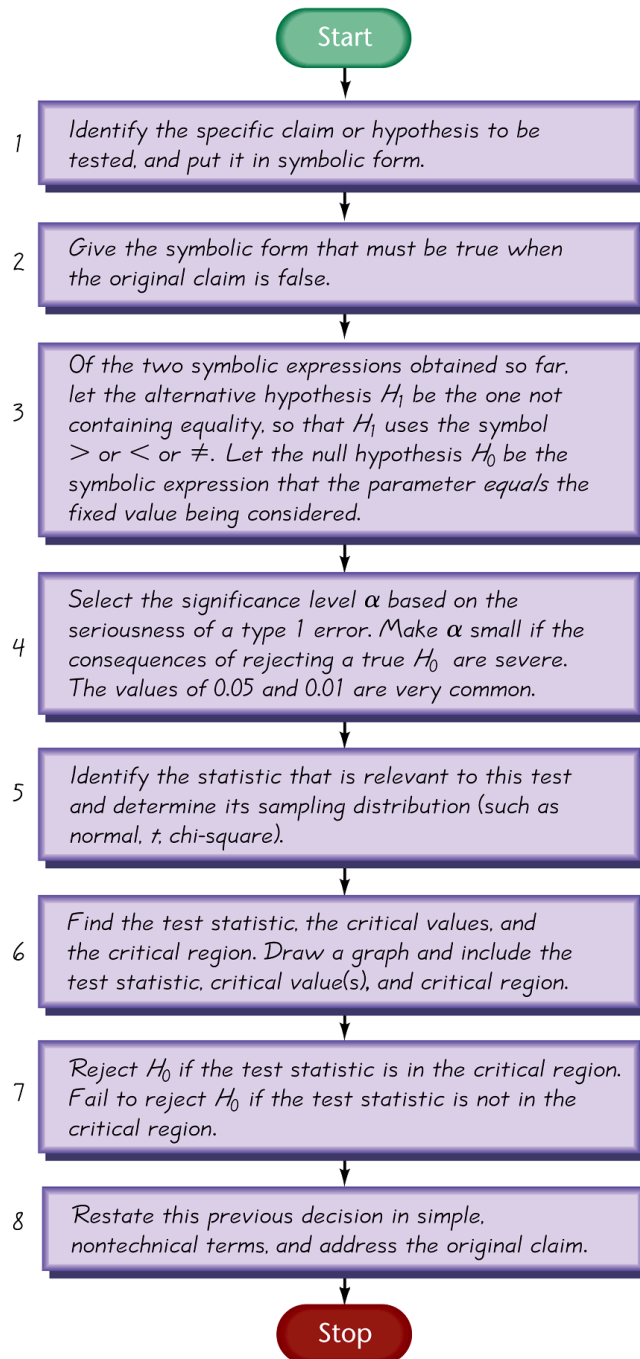 Start
1
Identify the specific claim or hypothesis to be
tested, and put it in symbolic form.
2
Give the symbolic form that must be true when
the original claim is false.
3
Of the two symbolic expressions obtained so far,
let the alternative hypothesis H₁ be the one not
containing equality, so that H₁ uses the symbol
> or < or ≠. Let the null hypothesis H₀ be the
symbolic expression that the parameter equals the
fixed value being considered.
4
Select the significance level α based on the
seriousness of a type 1 error. Make α small if the
consequences of rejecting a true H₀ are severe.
The values of 0.05 and 0.01 are very common.
5
Identify the statistic that is relevant to this test
and determine its sampling distribution (such as
normal, t, chi-square).
6
Find the test statistic, the critical values, and
the critical region. Draw a graph and include the
test statistic, critical value(s), and critical region.
7
Reject H₀ if the test statistic is in the critical region.
Fail to reject H₀ if the test statistic is not in the
critical region.
8
Restate this previous decision in simple,
nontechnical terms, and address the original claim.
Stop